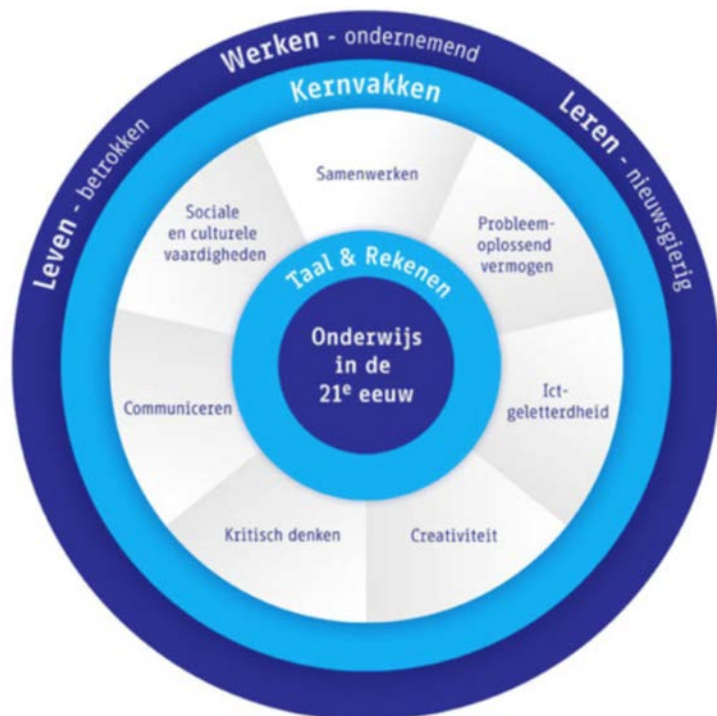 Werken - ondernemend
Leven - betrokken
Leren - nieuwsgierig
Kernvakken
Samenwerken
Sociale
en culturele
vaardigheden
Probleem-
oplossend
vermogen
Taal & Rekenen
Onderwijs
in de
21e eeuw
Communiceren
Ict-
geletterdheid
Kritisch denken
Creativiteit